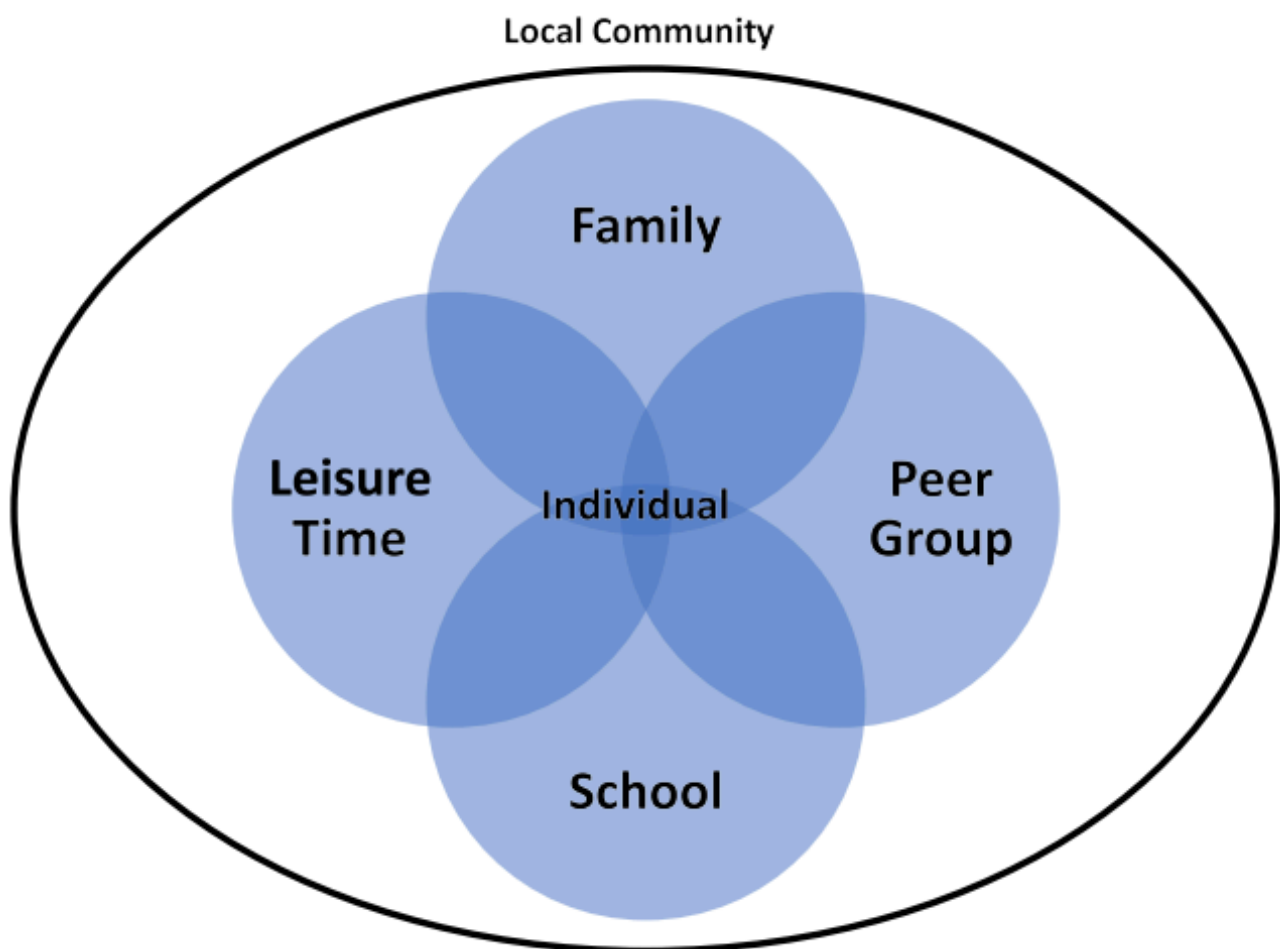 Local Community
Family
Leisure
Time
Individual
Peer
Group
School